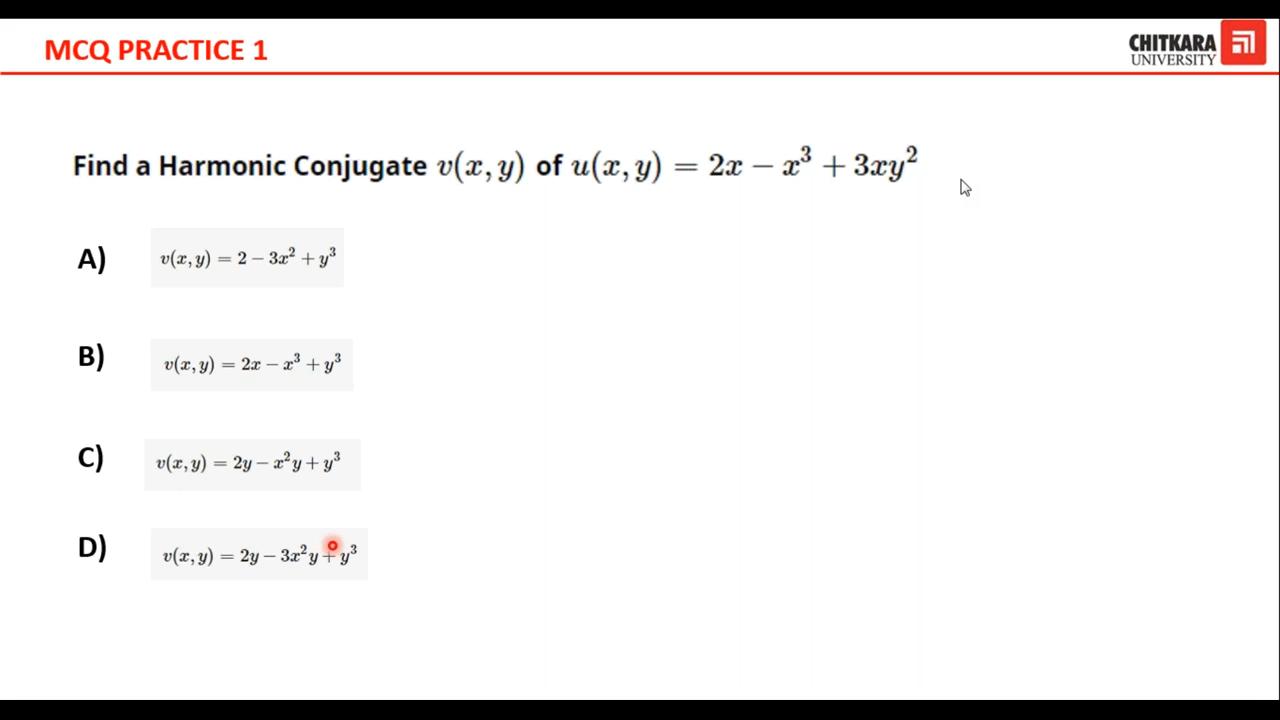 MCQ PRACTICE 1
CHITKARA
UNIVERSITY
Find a Harmonic Conjugate v(x, y) of u(x, y) = 2x − x³ + 3xy²
A) v(x, y) = 2 − 3x² + y³
B) v(x, y) = 2x − x³ + y³
C) v(x, y) = 2y − x²y + y³
D) v(x, y) = 2y − 3x²y + y³